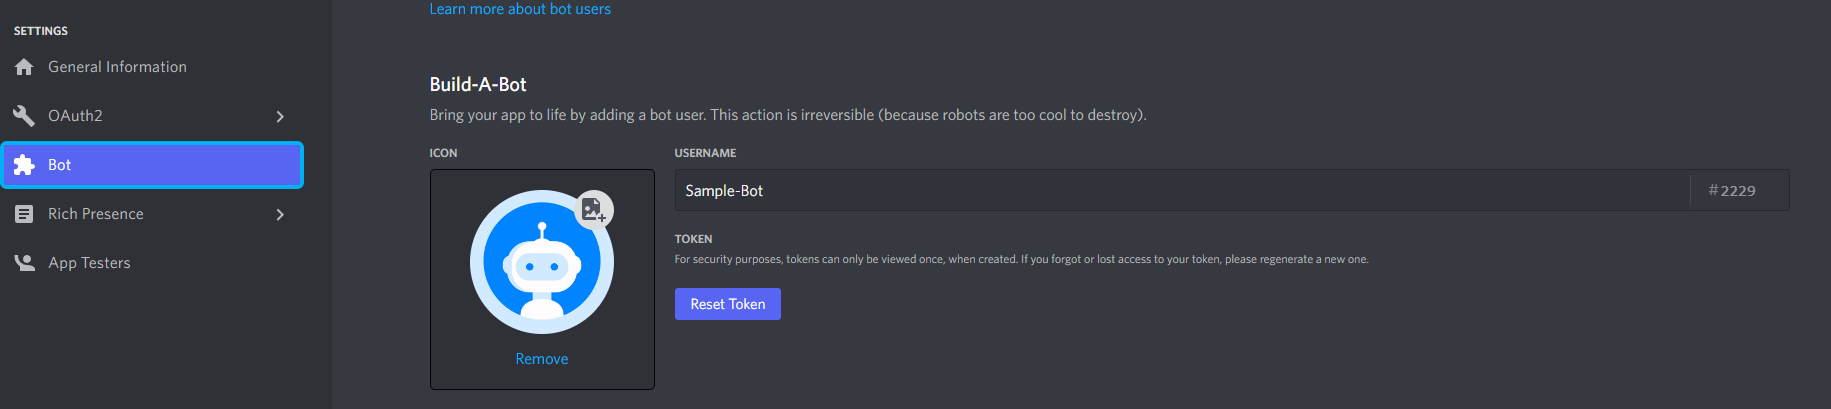 Learn more about bot users
SETTINGS
General Information
OAuth2
Bot
Rich Presence
App Testers
Build-A-Bot
Bring your app to life by adding a bot user. This action is irreversible (because robots are too cool to destroy).
ICON
Remove
USERNAME
Sample-Bot
#2229
TOKEN
For security purposes, tokens can only be viewed once, when created. If you forgot or lost access to your token, please regenerate a new one.
Reset Token